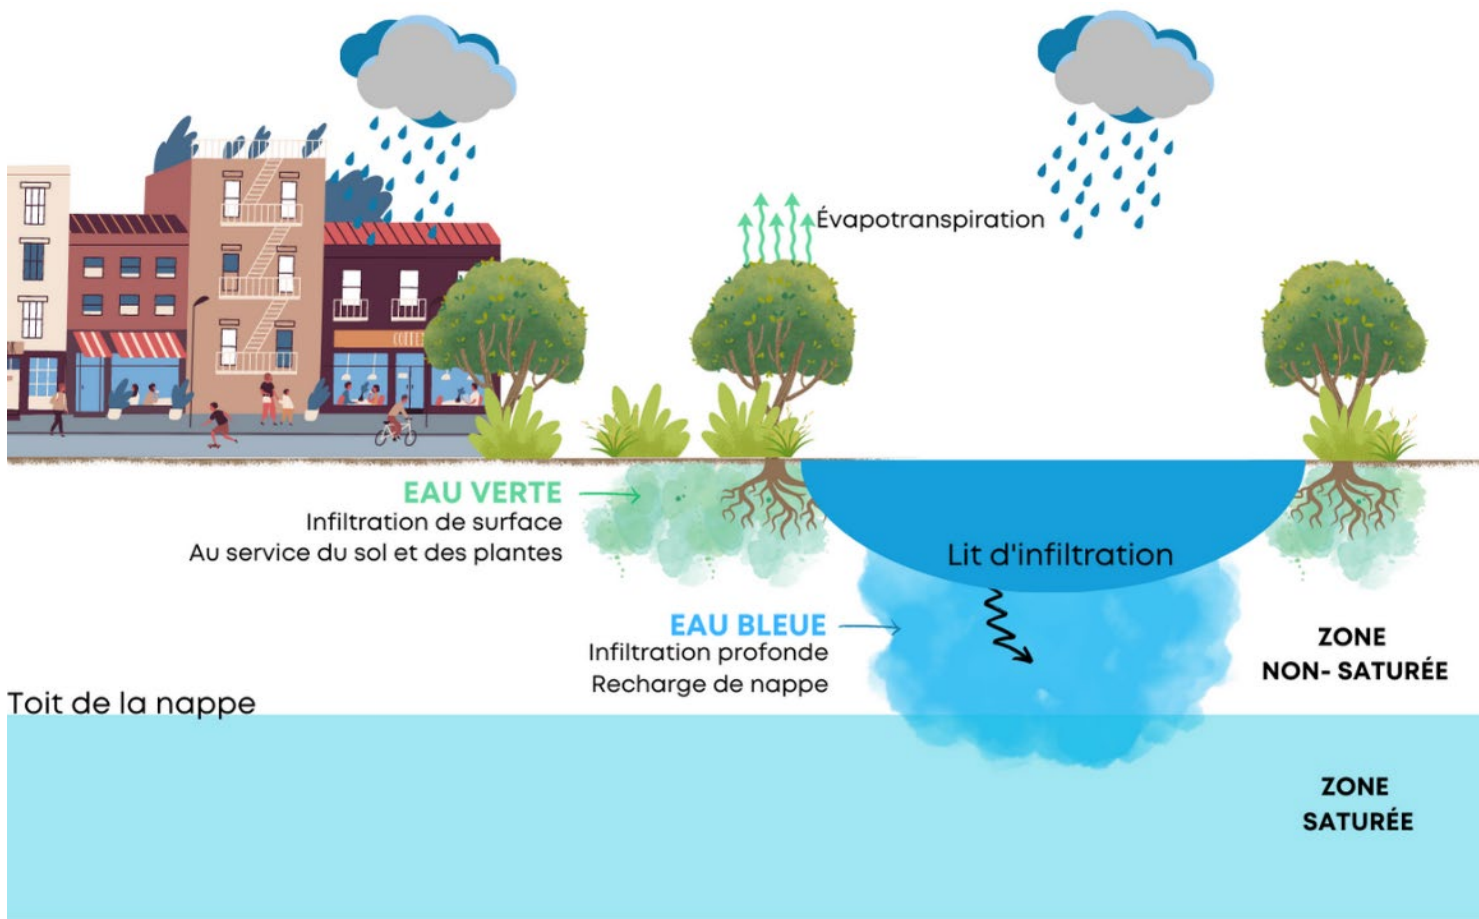 Évapotranspiration
EAU VERTE
Infiltration de surface
Au service du sol et des plantes
Lit d'infiltration
EAU BLEUE
Infiltration profonde
Recharge de nappe
ZONE
NON- SATURÉE
Toit de la nappe
ZONE
SATURÉE